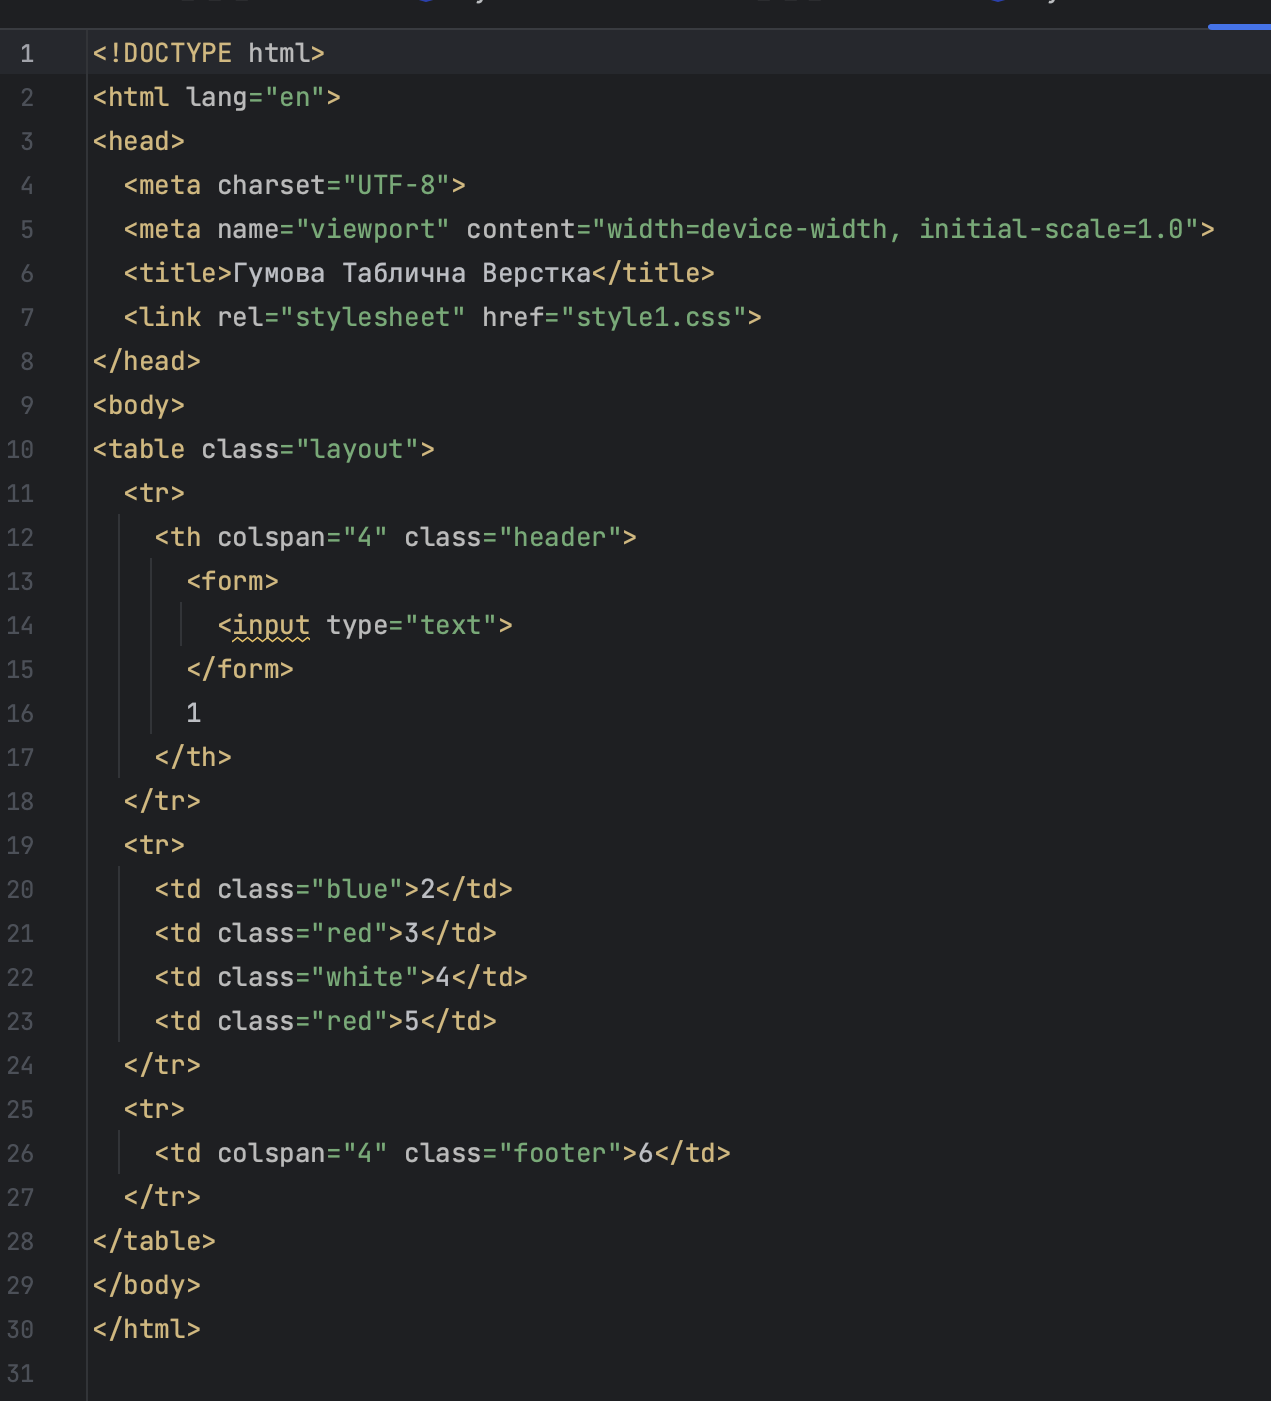 1 <!DOCTYPE html>
2 <html lang="en">
3 <head>
4   <meta charset="UTF-8">
5   <meta name="viewport" content="width=device-width, initial-scale=1.0">
6   <title>Гумова Таблична Верстка</title>
7   <link rel="stylesheet" href="style1.css">
8 </head>
9 <body>
10 <table class="layout">
11   <tr>
12     <th colspan="4" class="header">
13       <form>
14         <input type="text">
15       </form>
16       1
17     </th>
18   </tr>
19   <tr>
20     <td class="blue">2</td>
21     <td class="red">3</td>
22     <td class="white">4</td>
23     <td class="red">5</td>
24   </tr>
25   <tr>
26     <td colspan="4" class="footer">6</td>
27   </tr>
28 </table>
29 </body>
30 </html>
31